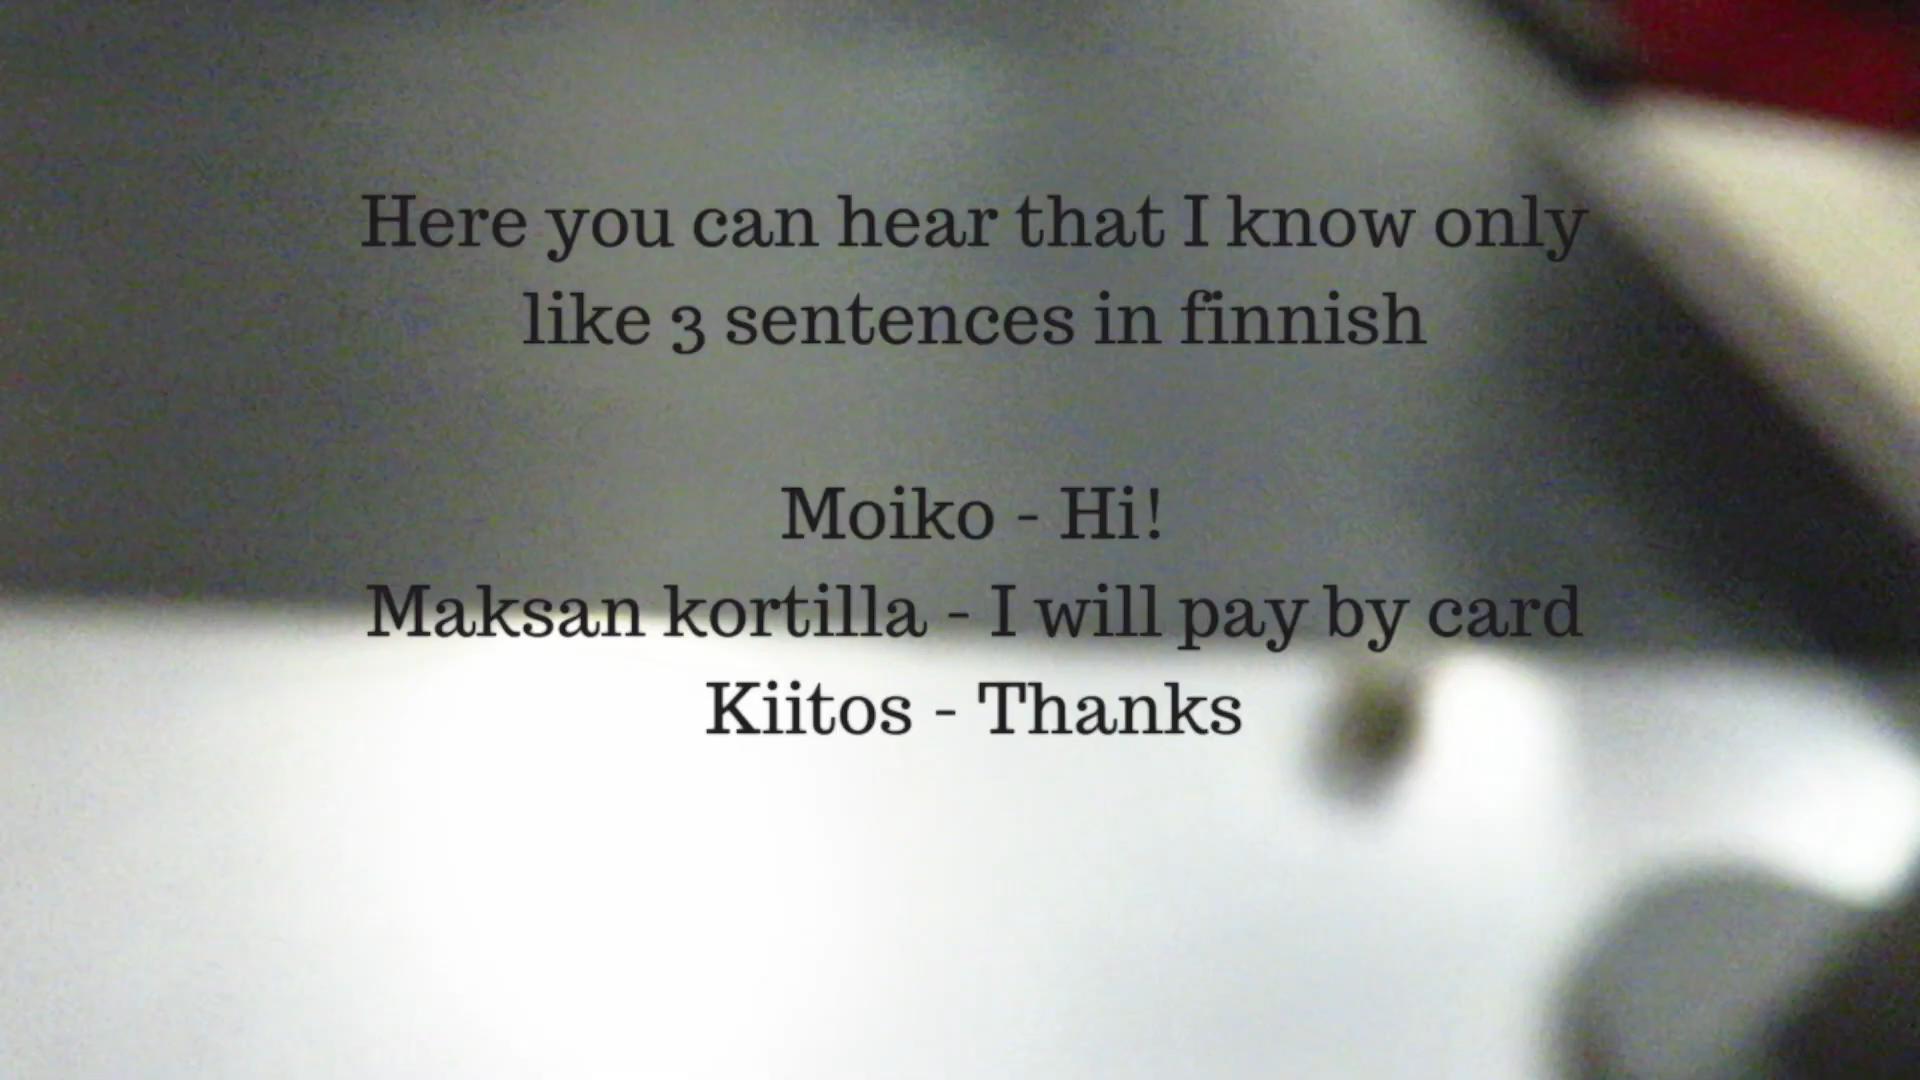 Here you can hear that I know only
like 3 sentences in finnish
Moiko - Hi!
Maksan kortilla - I will pay by card
Kiitos - Thanks